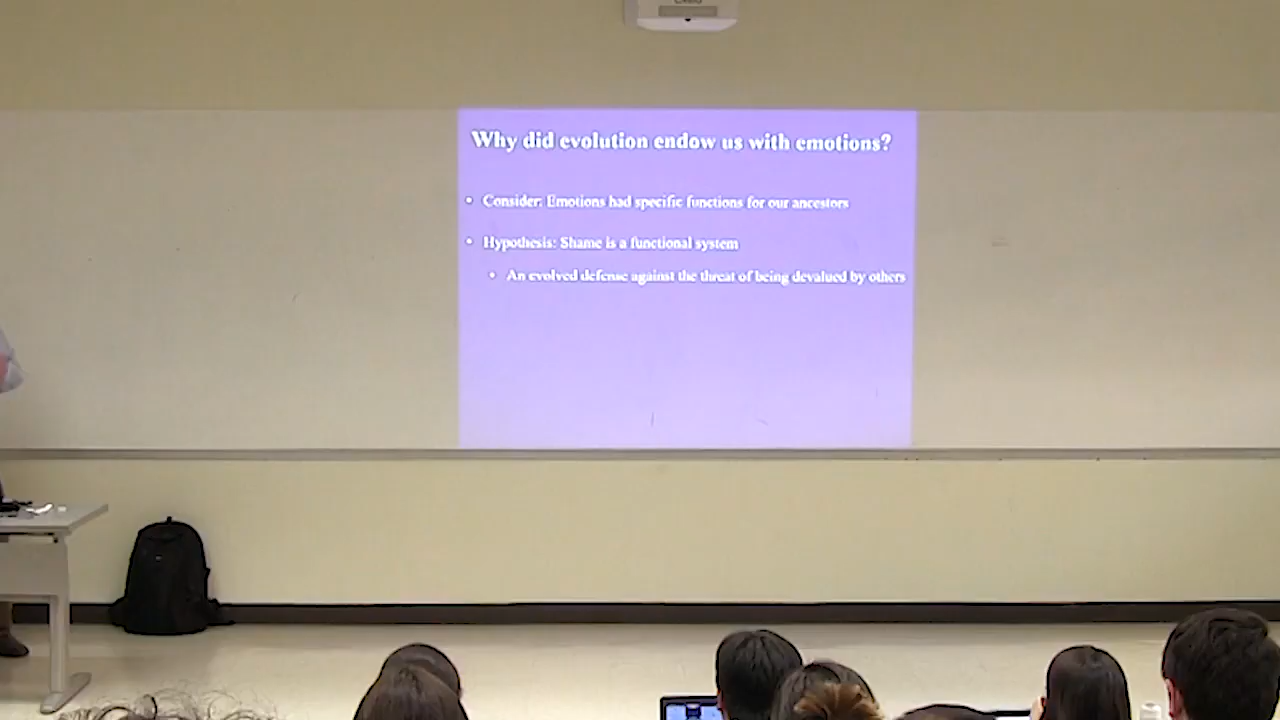 Why did evolution endow us with emotions?
• Consider: Emotions had specific functions for our ancestors
• Hypothesis: Shame is a functional system
• An evolved defense against the threat of being devalued by others